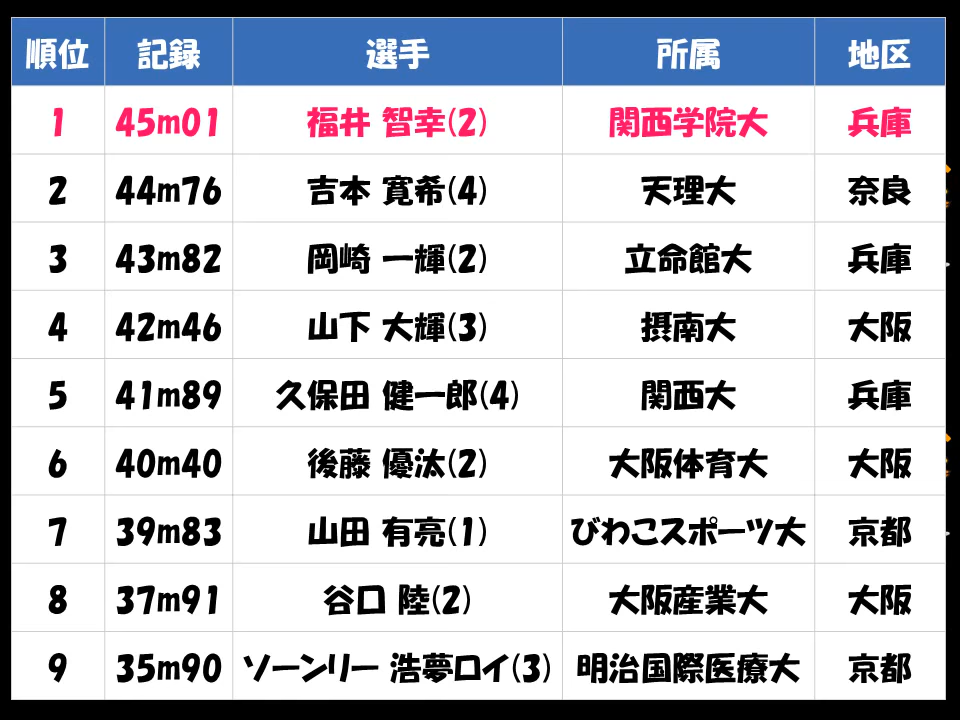 順位 記録 選手 所属 地区
1 45m01 福井 智幸(2) 関西学院大 兵庫
2 44m76 吉本 寛希(4) 天理大 奈良
3 43m82 岡崎 一輝(2) 立命館大 兵庫
4 42m46 山下 大輝(3) 摂南大 大阪
5 41m89 久保田 健一郎(4) 関西大 兵庫
6 40m40 後藤 優汰(2) 大阪体育大 大阪
7 39m83 山田 有亮(1) びわこスポーツ大 京都
8 37m91 谷口 陸(2) 大阪産業大 大阪
9 35m90 ソーンリー 浩夢ロイ(3) 明治国際医療大 京都